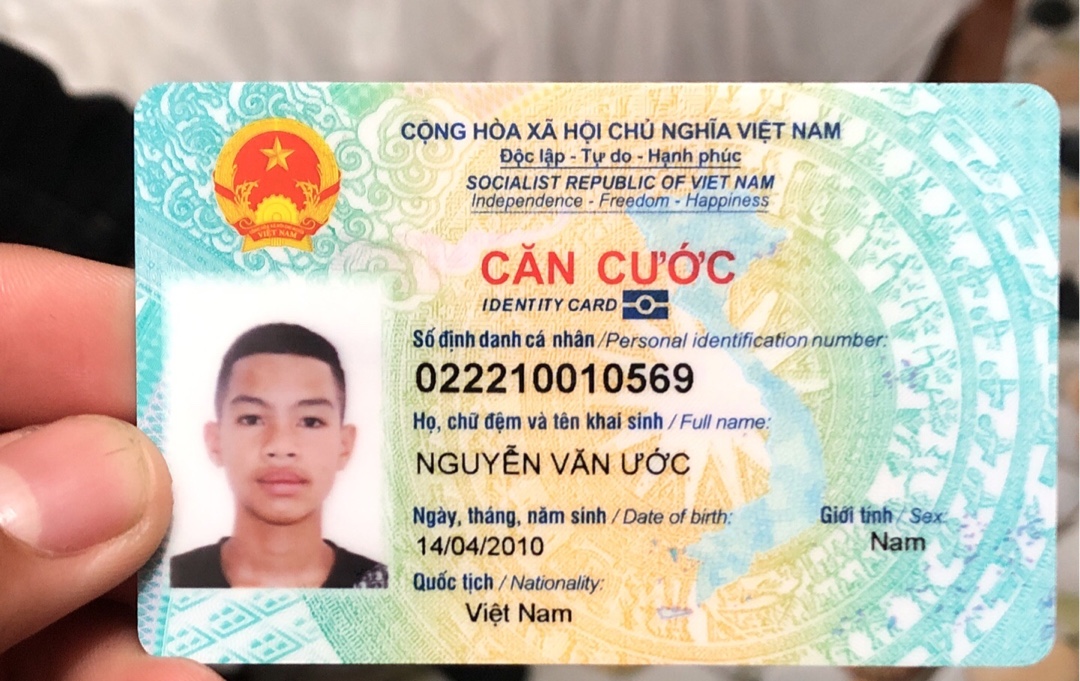 CỘNG HÒA XÃ HỘI CHỦ NGHĨA VIỆT NAM
Độc lập - Tự do - Hạnh phúc
SOCIALIST REPUBLIC OF VIET NAM
Independence - Freedom - Happiness
VIỆT NAM
CĂN CƯỚC
IDENTITY CARD
Số định danh cá nhân / Personal identification number:
022210010569
Họ, chữ đệm và tên khai sinh / Full name:
NGUYỄN VĂN ƯỚC
Ngày, tháng, năm sinh / Date of birth: Giới tính / Sex:
14/04/2010 Nam
Quốc tịch / Nationality:
Việt Nam